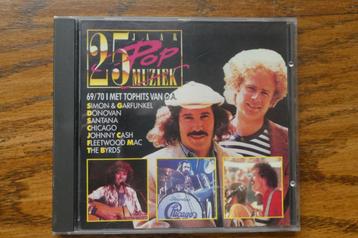 25 JAAR
Pop
MUZIEK
69/70 | MET TOPHITS VAN O.A.
SIMON & GARFUNKEL
DONOVAN
SANTANA
CHICAGO
JOHNNY CASH
FLEETWOOD MAC
THE BYRDS
Chicago